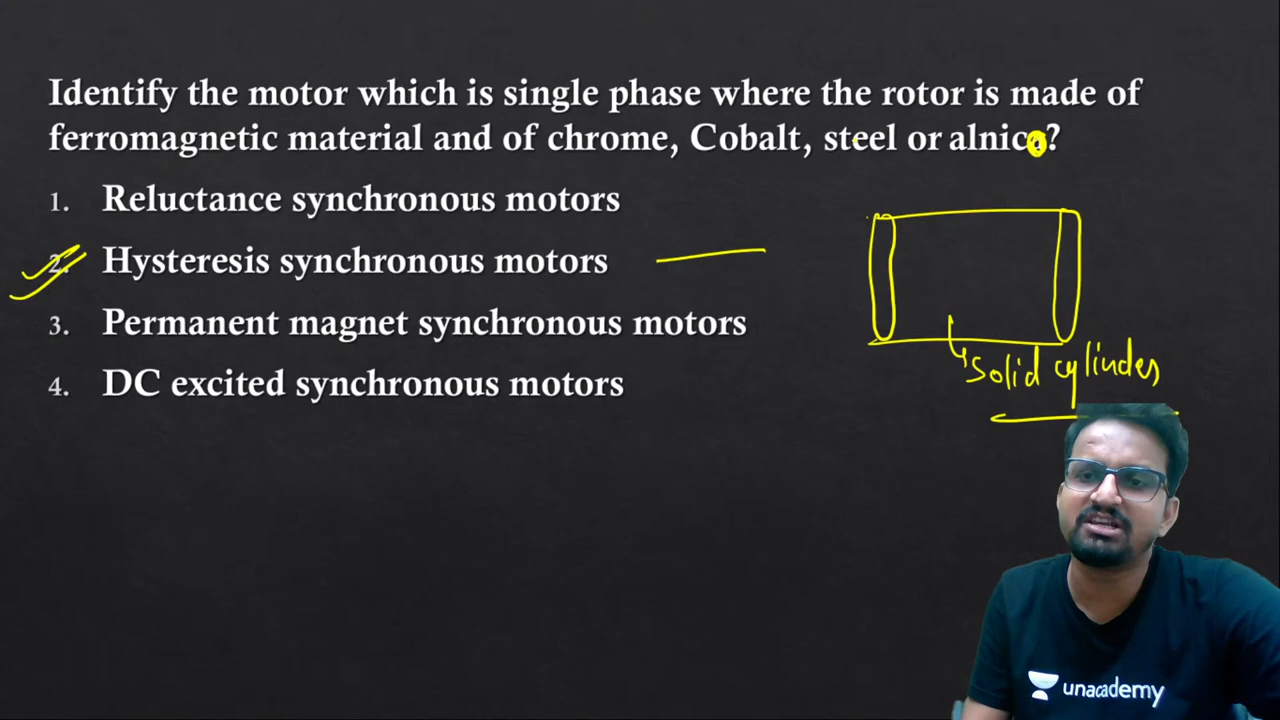 Identify the motor which is single phase where the rotor is made of
ferromagnetic material and of chrome, Cobalt, steel or alnico?
1. Reluctance synchronous motors
2. Hysteresis synchronous motors
3. Permanent magnet synchronous motors
4. DC excited synchronous motors
solid cylinder
unacademy